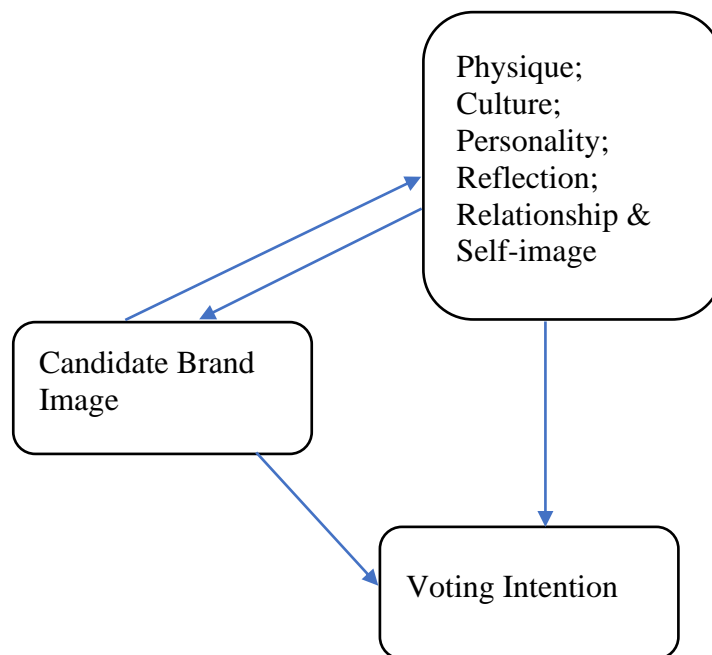 Physique;
Culture;
Personality;
Reflection;
Relationship &
Self-image
Candidate Brand
Image
Voting Intention